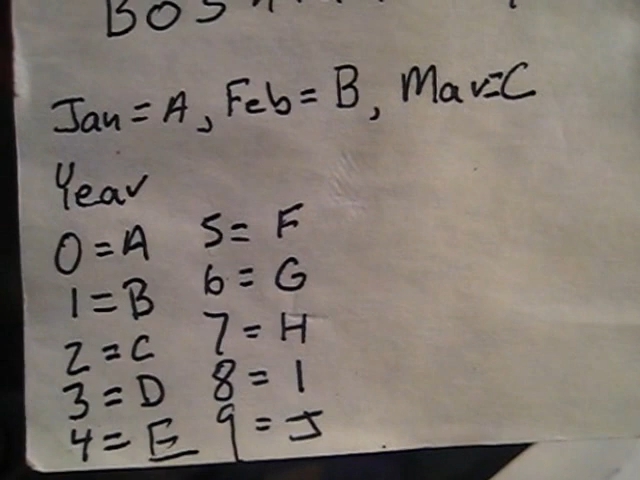 Jan = A, Feb = B, Mar = C
Year
0 = A 5 = F
1 = B 6 = G
2 = C 7 = H
3 = D 8 = I
4 = E 9 = J